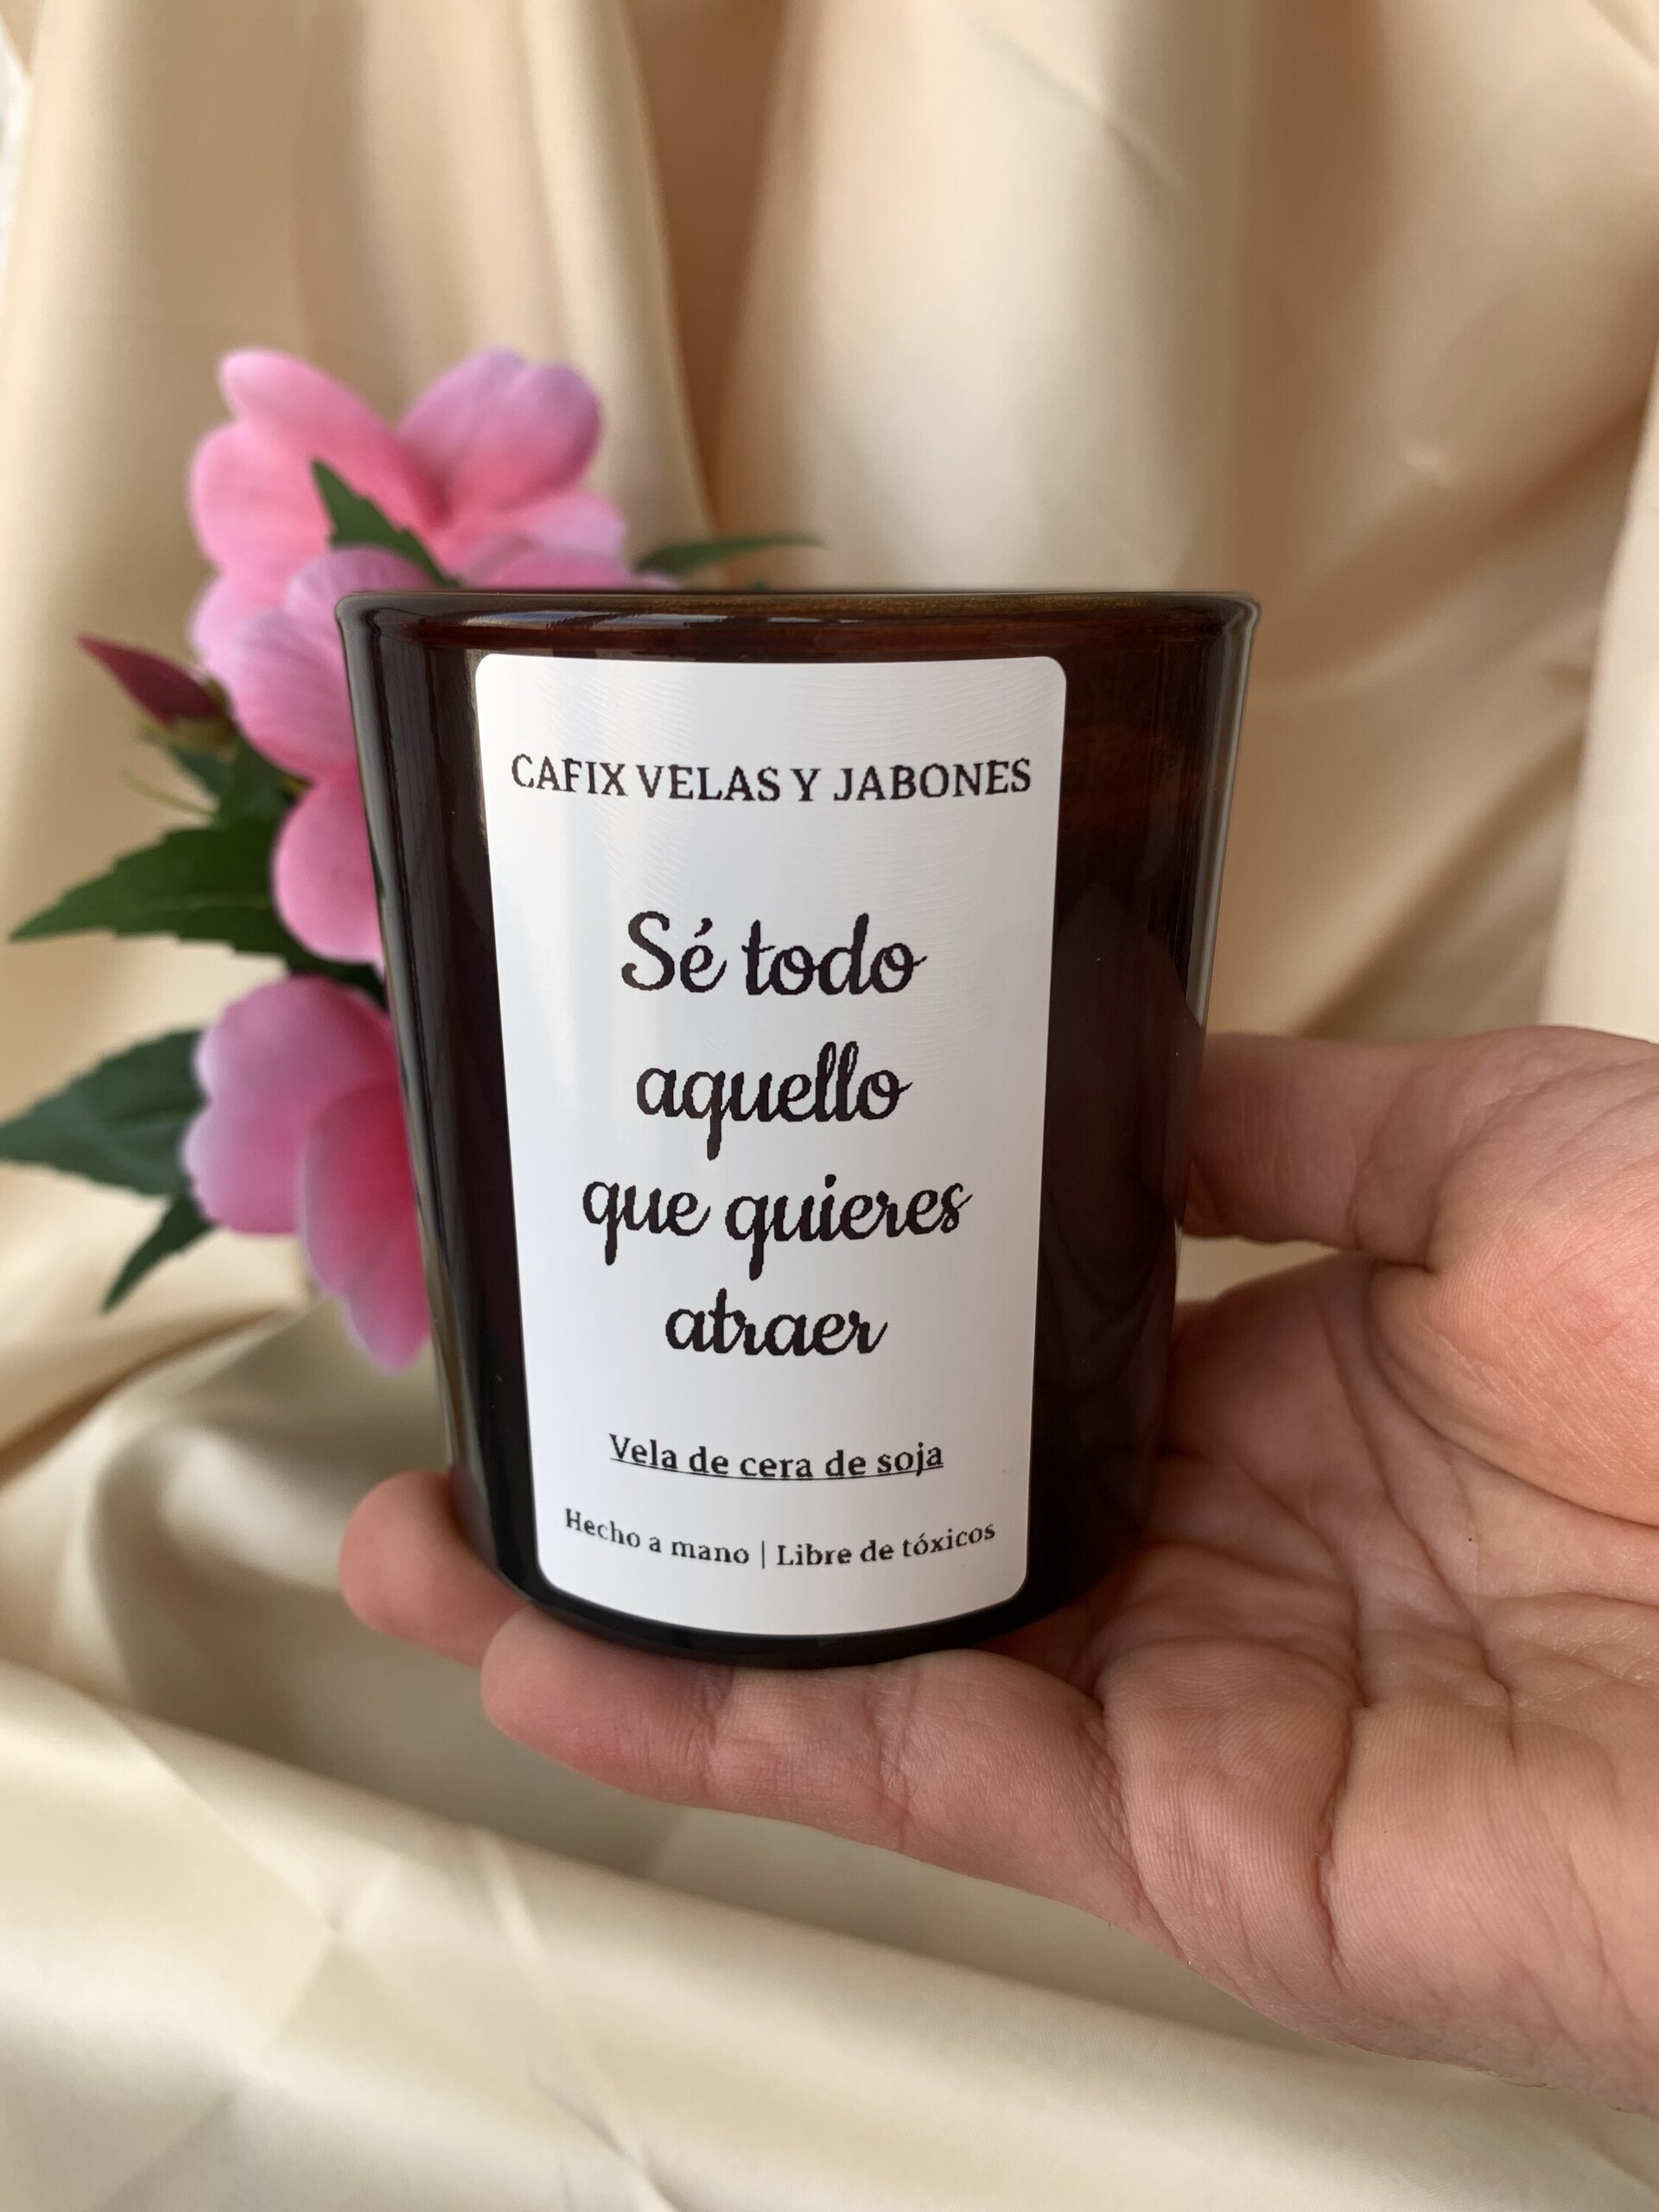 CAFIX VELAS Y JABONES
Sé todo
aquello
que quieres
atraer
Vela de cera de soja
Hecho a mano | Libre de tóxicos